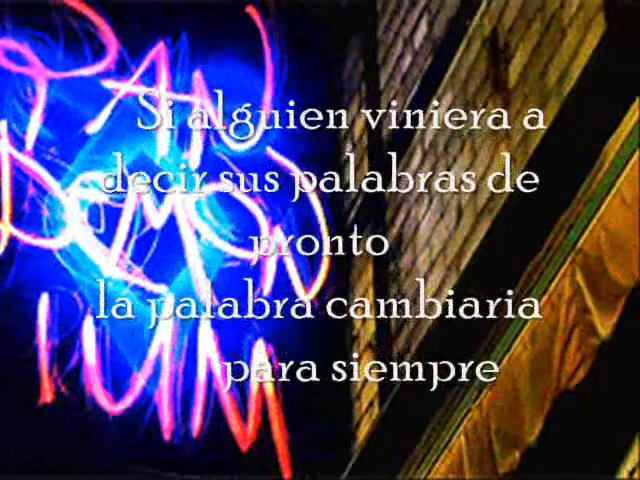 Si alguien viniera a
decir sus palabras de
pronto
la palabra cambiaria
para siempre